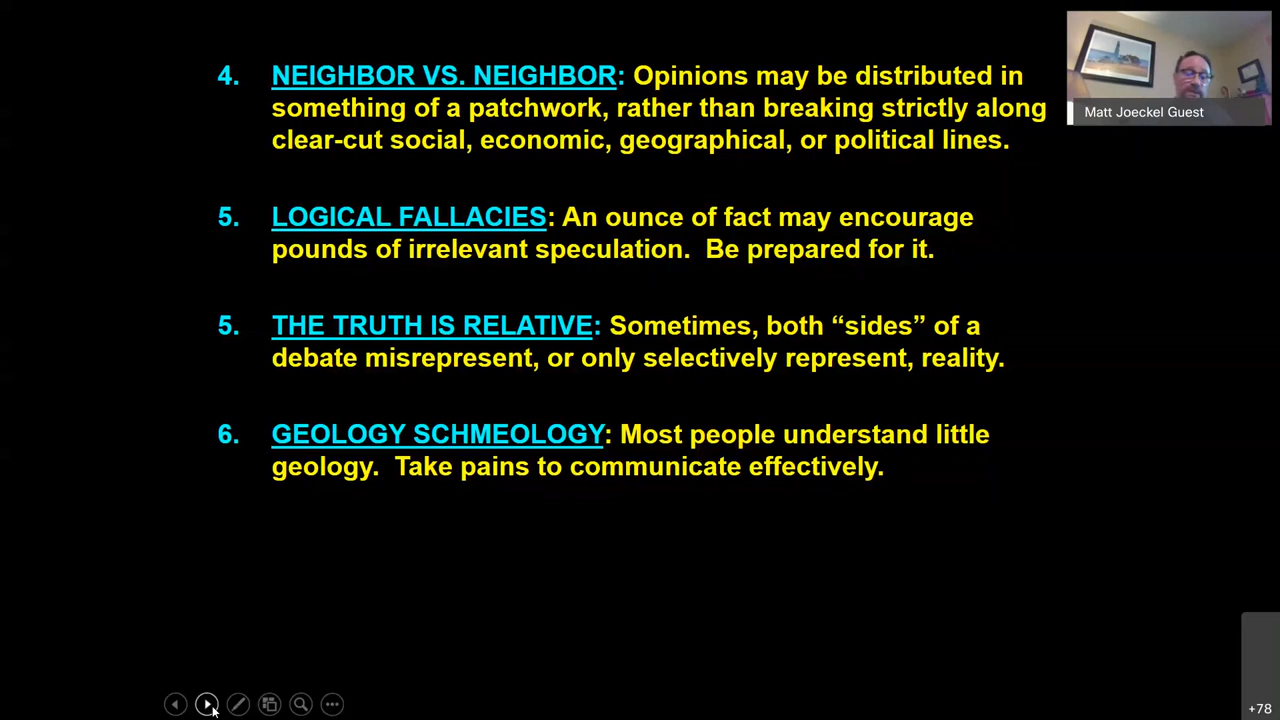 4. NEIGHBOR VS. NEIGHBOR: Opinions may be distributed in
something of a patchwork, rather than breaking strictly along
clear-cut social, economic, geographical, or political lines.
5. LOGICAL FALLACIES: An ounce of fact may encourage
pounds of irrelevant speculation. Be prepared for it.
5. THE TRUTH IS RELATIVE: Sometimes, both “sides” of a
debate misrepresent, or only selectively represent, reality.
6. GEOLOGY SCHMEOLOGY: Most people understand little
geology. Take pains to communicate effectively.
Matt Joeckel Guest
+78